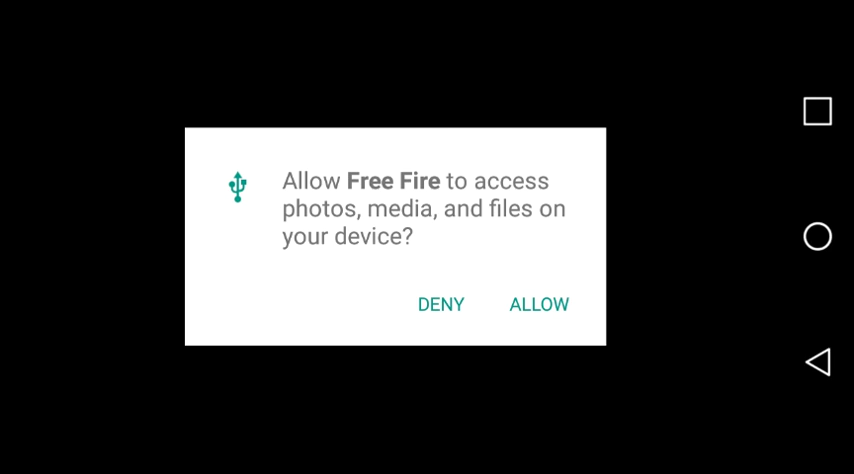 Allow Free Fire to access
photos, media, and files on
your device?
DENY ALLOW